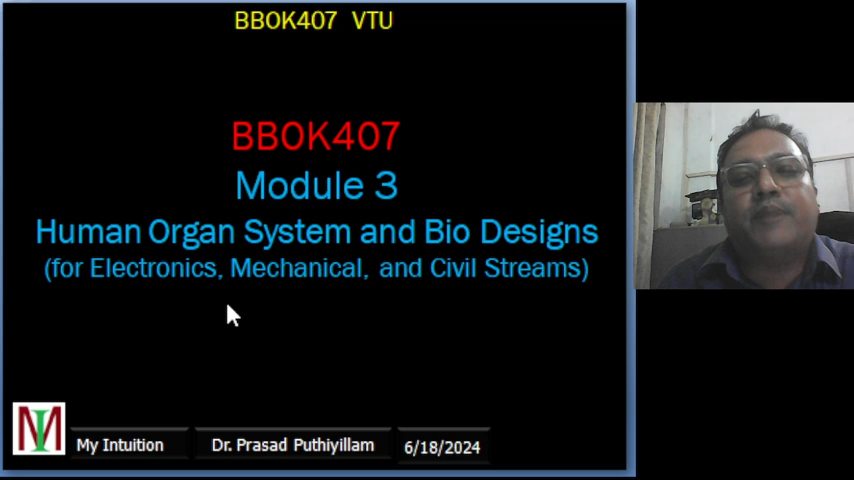 BBOK407 VTU
BBOK407
Module 3
Human Organ System and Bio Designs
(for Electronics, Mechanical, and Civil Streams)
MI
My Intuition
Dr. Prasad Puthiyillam
6/18/2024